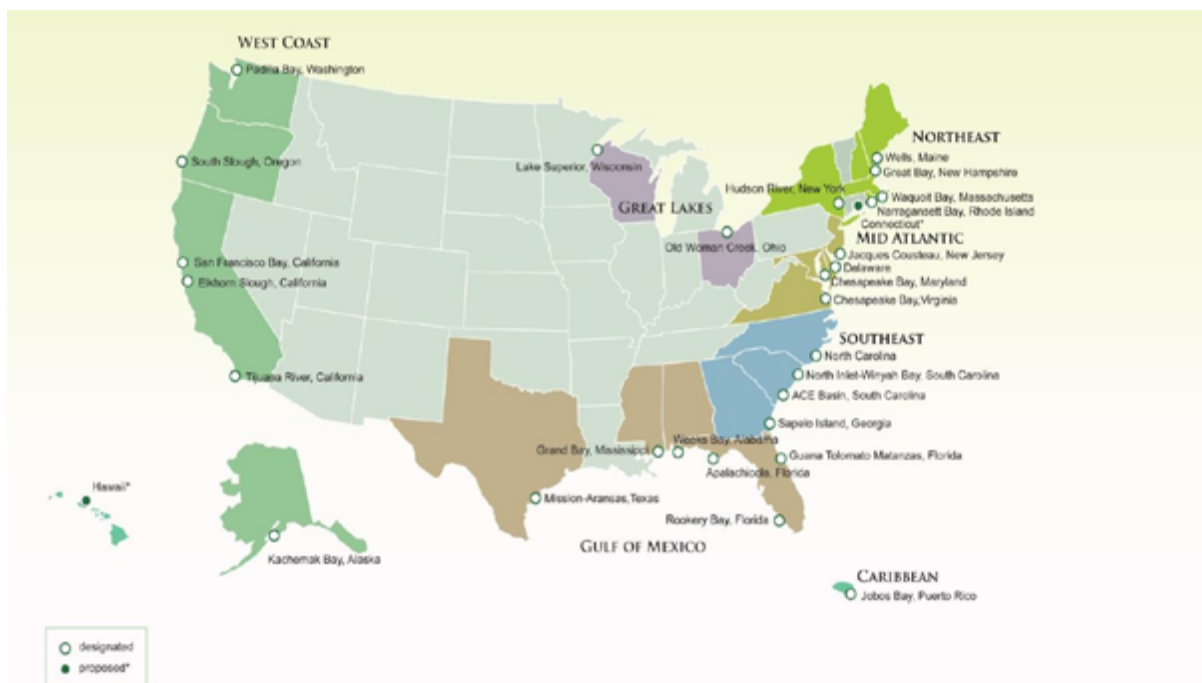 WEST COAST
Padilla Bay, Washington
South Slough, Oregon
San Francisco Bay, California
Elkhorn Slough, California
Tijuana River, California
Lake Superior, Wisconsin
GREAT LAKES
Old Woman Creek, Ohio
NORTHEAST
Wells, Maine
Great Bay, New Hampshire
Hudson River, New York
Waquoit Bay, Massachusetts
Narragansett Bay, Rhode Island
Connecticut*
MID ATLANTIC
Jacques Cousteau, New Jersey
Delaware
Chesapeake Bay, Maryland
Chesapeake Bay, Virginia
SOUTHEAST
North Carolina
North Inlet-Winyah Bay, South Carolina
ACE Basin, South Carolina
Sapelo Island, Georgia
Guana Tolomato Matanzas, Florida
Weeks Bay, Alabama
Grand Bay, Mississippi
Apalachicola, Florida
Mission-Aransas, Texas
Rookery Bay, Florida
GULF OF MEXICO
Hawaii*
Kachemak Bay, Alaska
CARIBBEAN
Jobos Bay, Puerto Rico
designated
proposed*